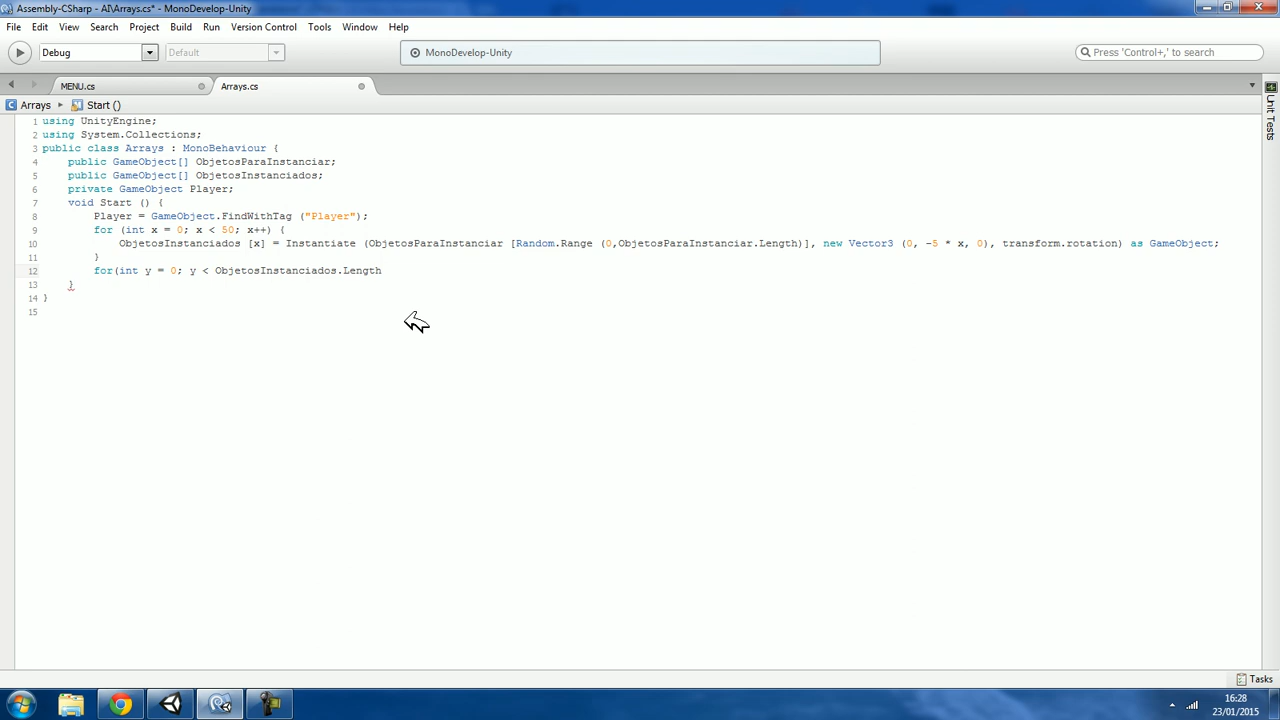 Assembly-CSharp - AI\Arrays.cs* - MonoDevelop-Unity
File Edit View Search Project Build Run Version Control Tools Window Help
Debug Default MonoDevelop-Unity Press 'Control+,' to search
MENU.cs Arrays.cs
Arrays Start ()
Unit Tests
1 using UnityEngine;
2 using System.Collections;
3 public class Arrays : MonoBehaviour {
4 public GameObject[] ObjetosParaInstanciar;
5 public GameObject[] ObjetosInstanciados;
6 private GameObject Player;
7 void Start () {
8 Player = GameObject.FindWithTag ("Player");
9 for (int x = 0; x < 50; x++) {
10 ObjetosInstanciados [x] = Instantiate (ObjetosParaInstanciar [Random.Range (0,ObjetosParaInstanciar.Length)], new Vector3 (0, -5 * x, 0), transform.rotation) as GameObject;
11 }
12 for(int y = 0; y < ObjetosInstanciados.Length
13 }
14 }
15
Tasks
16:28
23/01/2015